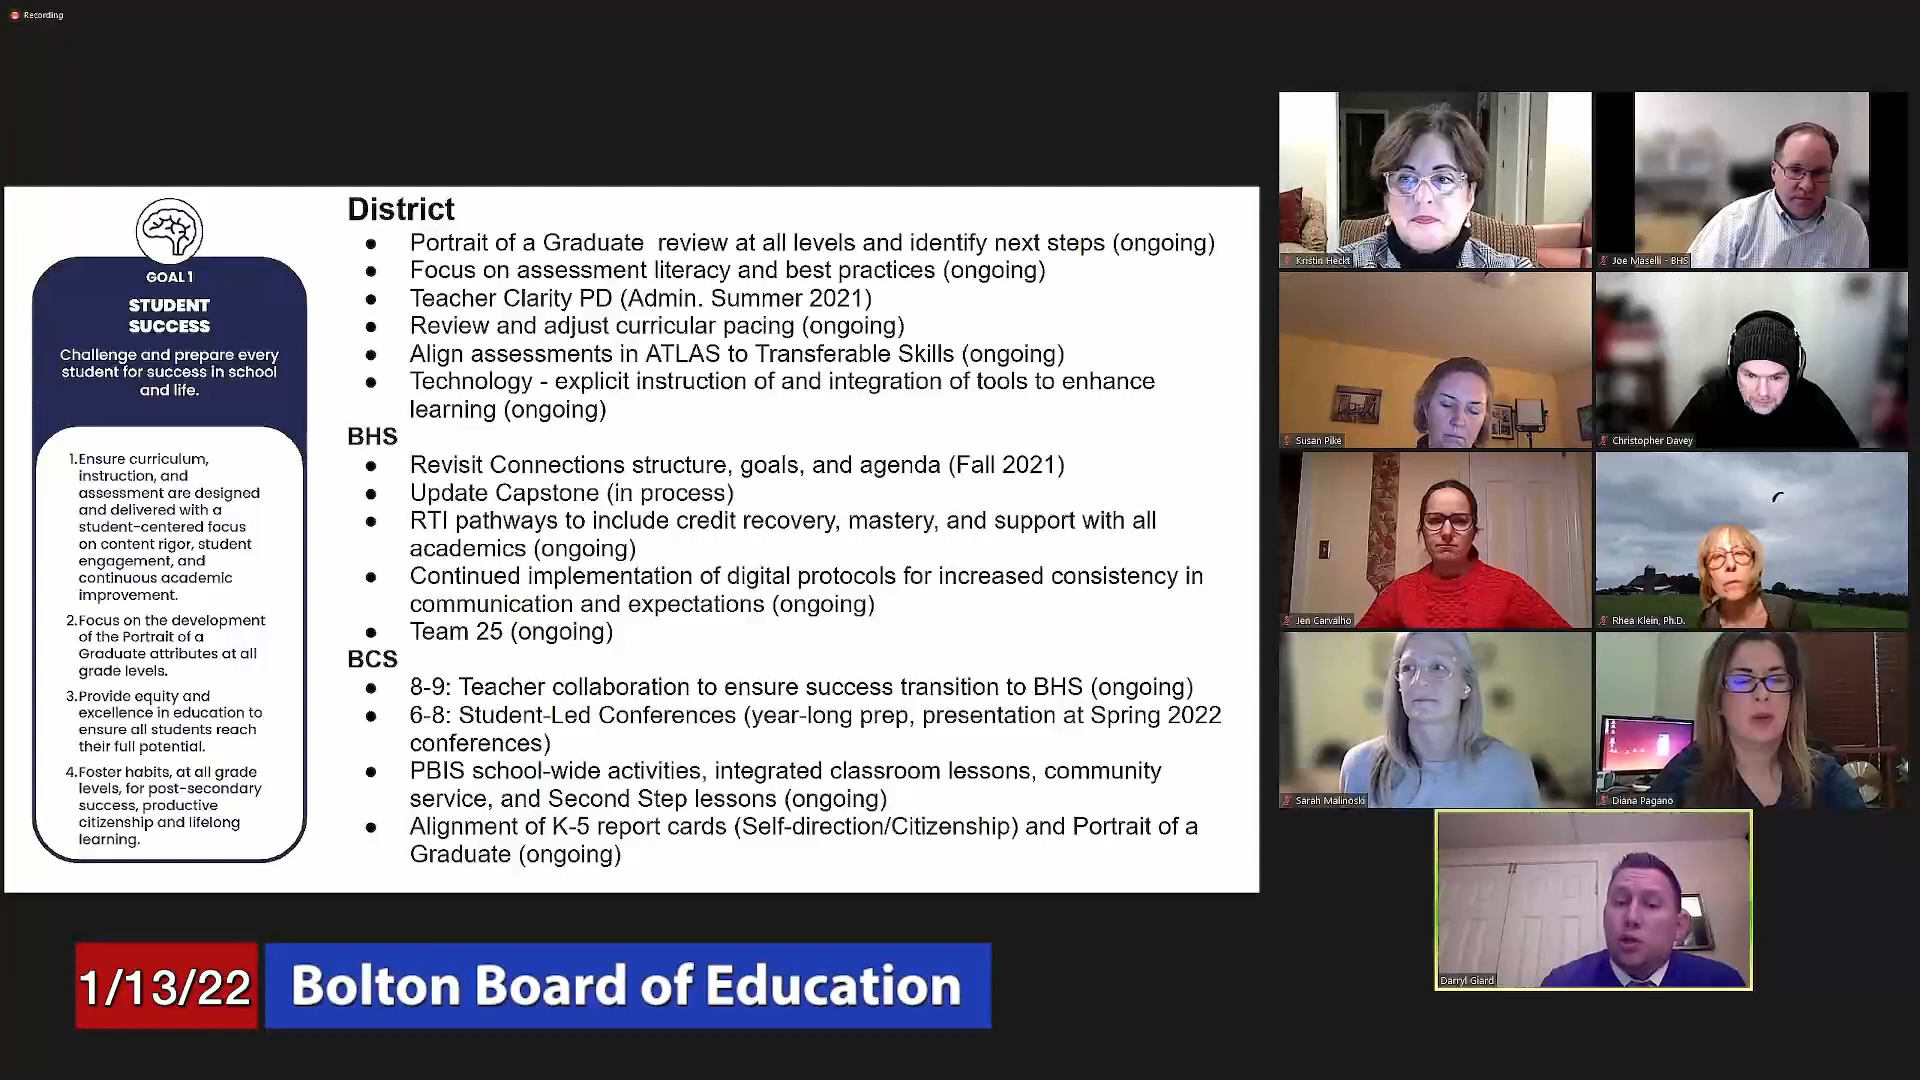 Recording
GOAL 1
STUDENT
SUCCESS
Challenge and prepare every
student for success in school
and life.
1.Ensure curriculum,
instruction, and
assessment are designed
and delivered with a
student-centered focus
on content rigor, student
engagement, and
continuous academic
improvement.
2.Focus on the development
of the Portrait of a
Graduate attributes at all
grade levels.
3.Provide equity and
excellence in education to
ensure all students reach
their full potential.
4.Foster habits, at all grade
levels, for post-secondary
success, productive
citizenship and lifelong
learning.
District
● Portrait of a Graduate  review at all levels and identify next steps (ongoing)
● Focus on assessment literacy and best practices (ongoing)
● Teacher Clarity PD (Admin. Summer 2021)
● Review and adjust curricular pacing (ongoing)
● Align assessments in ATLAS to Transferable Skills (ongoing)
● Technology - explicit instruction of and integration of tools to enhance
learning (ongoing)
BHS
● Revisit Connections structure, goals, and agenda (Fall 2021)
● Update Capstone (in process)
● RTI pathways to include credit recovery, mastery, and support with all
academics (ongoing)
● Continued implementation of digital protocols for increased consistency in
communication and expectations (ongoing)
● Team 25 (ongoing)
BCS
● 8-9: Teacher collaboration to ensure success transition to BHS (ongoing)
● 6-8: Student-Led Conferences (year-long prep, presentation at Spring 2022
conferences)
● PBIS school-wide activities, integrated classroom lessons, community
service, and Second Step lessons (ongoing)
● Alignment of K-5 report cards (Self-direction/Citizenship) and Portrait of a
Graduate (ongoing)
Kristin Heckt
Joe Maselli - BHS
Susan Pike
Christopher Davey
Jen Carvalho
Rhea Klein, Ph.D.
Sarah Malinoski
Diana Pagano
Darryl Giard
1/13/22
Bolton Board of Education